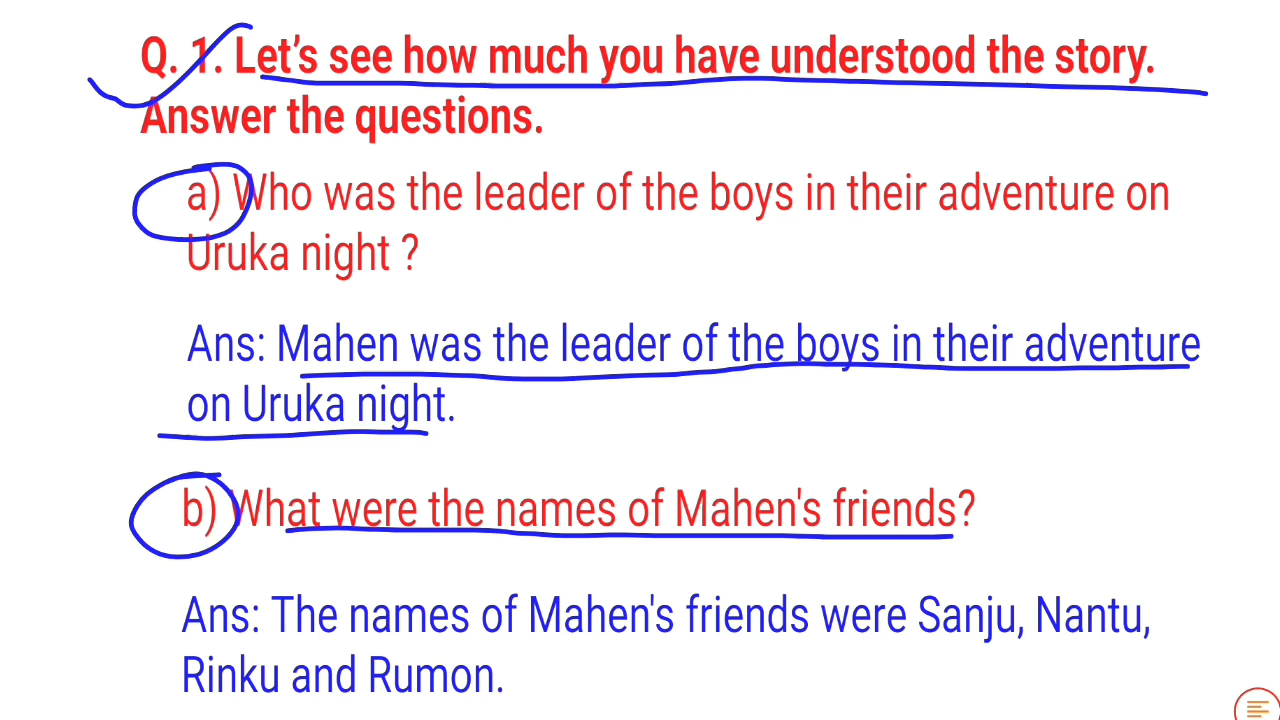 Q. 1. Let’s see how much you have understood the story.
Answer the questions.
a) Who was the leader of the boys in their adventure on
Uruka night ?
Ans: Mahen was the leader of the boys in their adventure
on Uruka night.
b) What were the names of Mahen's friends?
Ans: The names of Mahen's friends were Sanju, Nantu,
Rinku and Rumon.